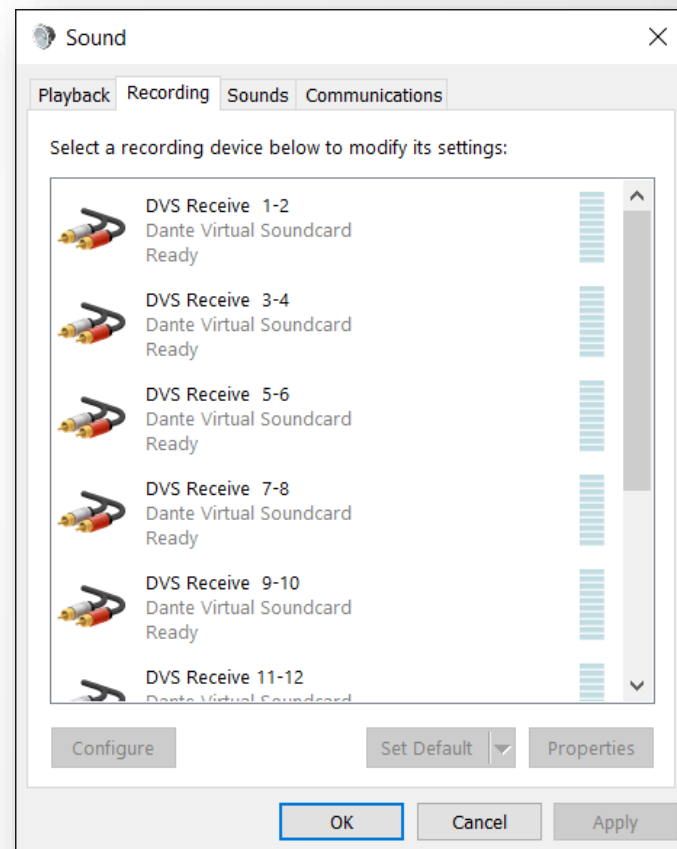 Sound
Playback Recording Sounds Communications
Select a recording device below to modify its settings:
DVS Receive  1-2
Dante Virtual Soundcard
Ready
DVS Receive  3-4
Dante Virtual Soundcard
Ready
DVS Receive  5-6
Dante Virtual Soundcard
Ready
DVS Receive  7-8
Dante Virtual Soundcard
Ready
DVS Receive  9-10
Dante Virtual Soundcard
Ready
DVS Receive 11-12
Dante Virtual Soundcard
Configure Set Default Properties
OK Cancel Apply